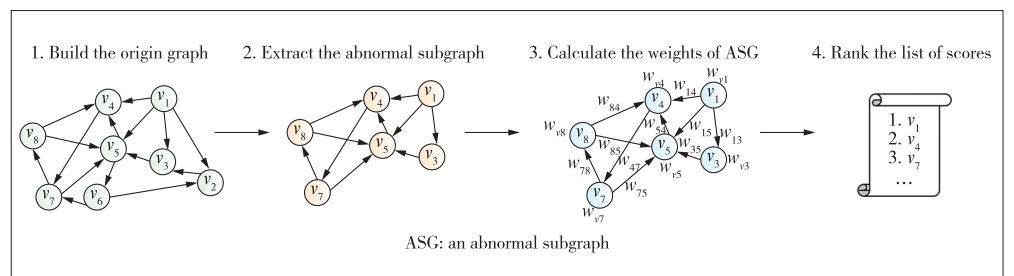 1. Build the origin graph
2. Extract the abnormal subgraph
3. Calculate the weights of ASG
4. Rank the list of scores
v4
v1
v8
v5
v3
v2
v7
v6
v4
v1
v8
v5
v3
v7
wv4
wv1
w14
v4
v1
w84
wv8
w54
w15
w13
v8
v5
w85
w35
v3
wv3
w78
w47
wv5
v7
w75
wv7
1. v1
2. v4
3. v7
...
ASG: an abnormal subgraph